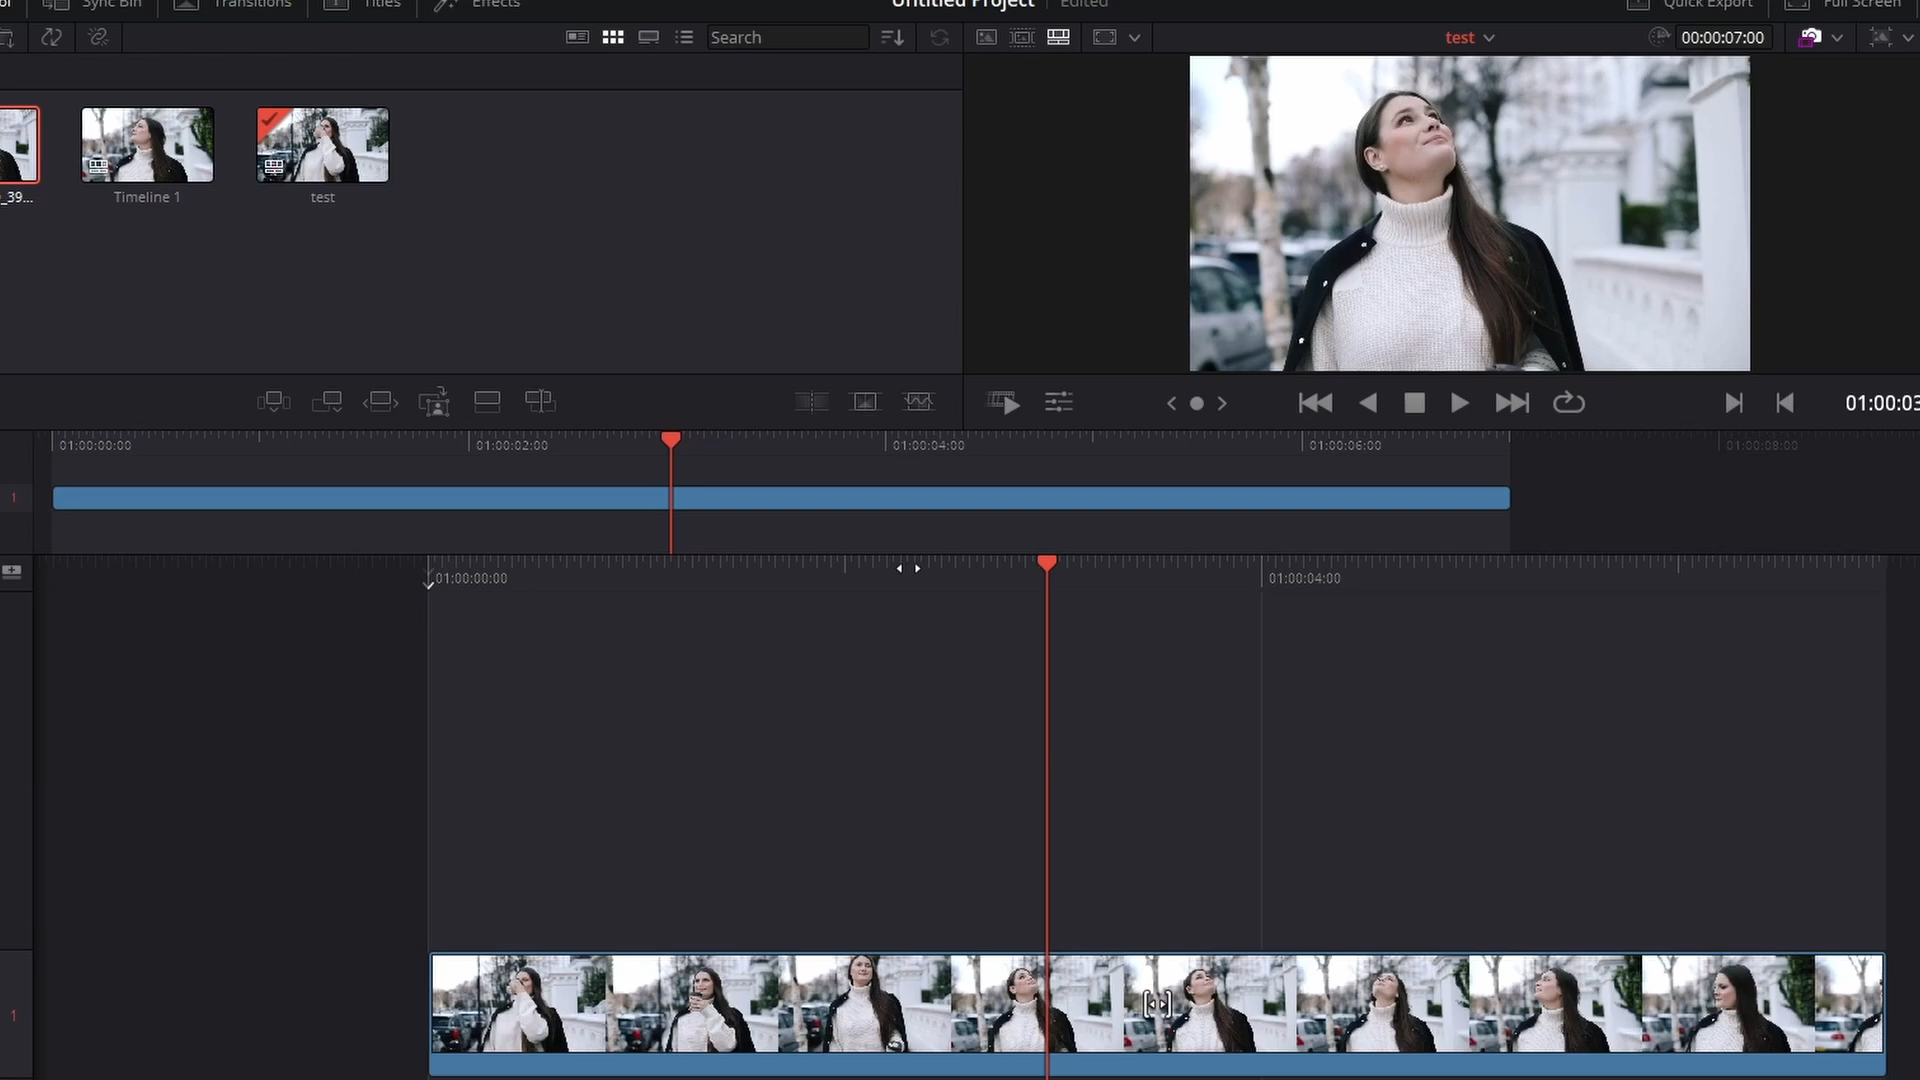 Sync Bin
Transitions
Titles
Effects
Untitled Project
Edited
Quick Export
Full Screen
Search
test
00:00:07:00
_39...
Timeline 1
test
01:00:03
01:00:00:00
01:00:02:00
01:00:04:00
01:00:06:00
01:00:08:00
1
01:00:00:00
01:00:04:00
1